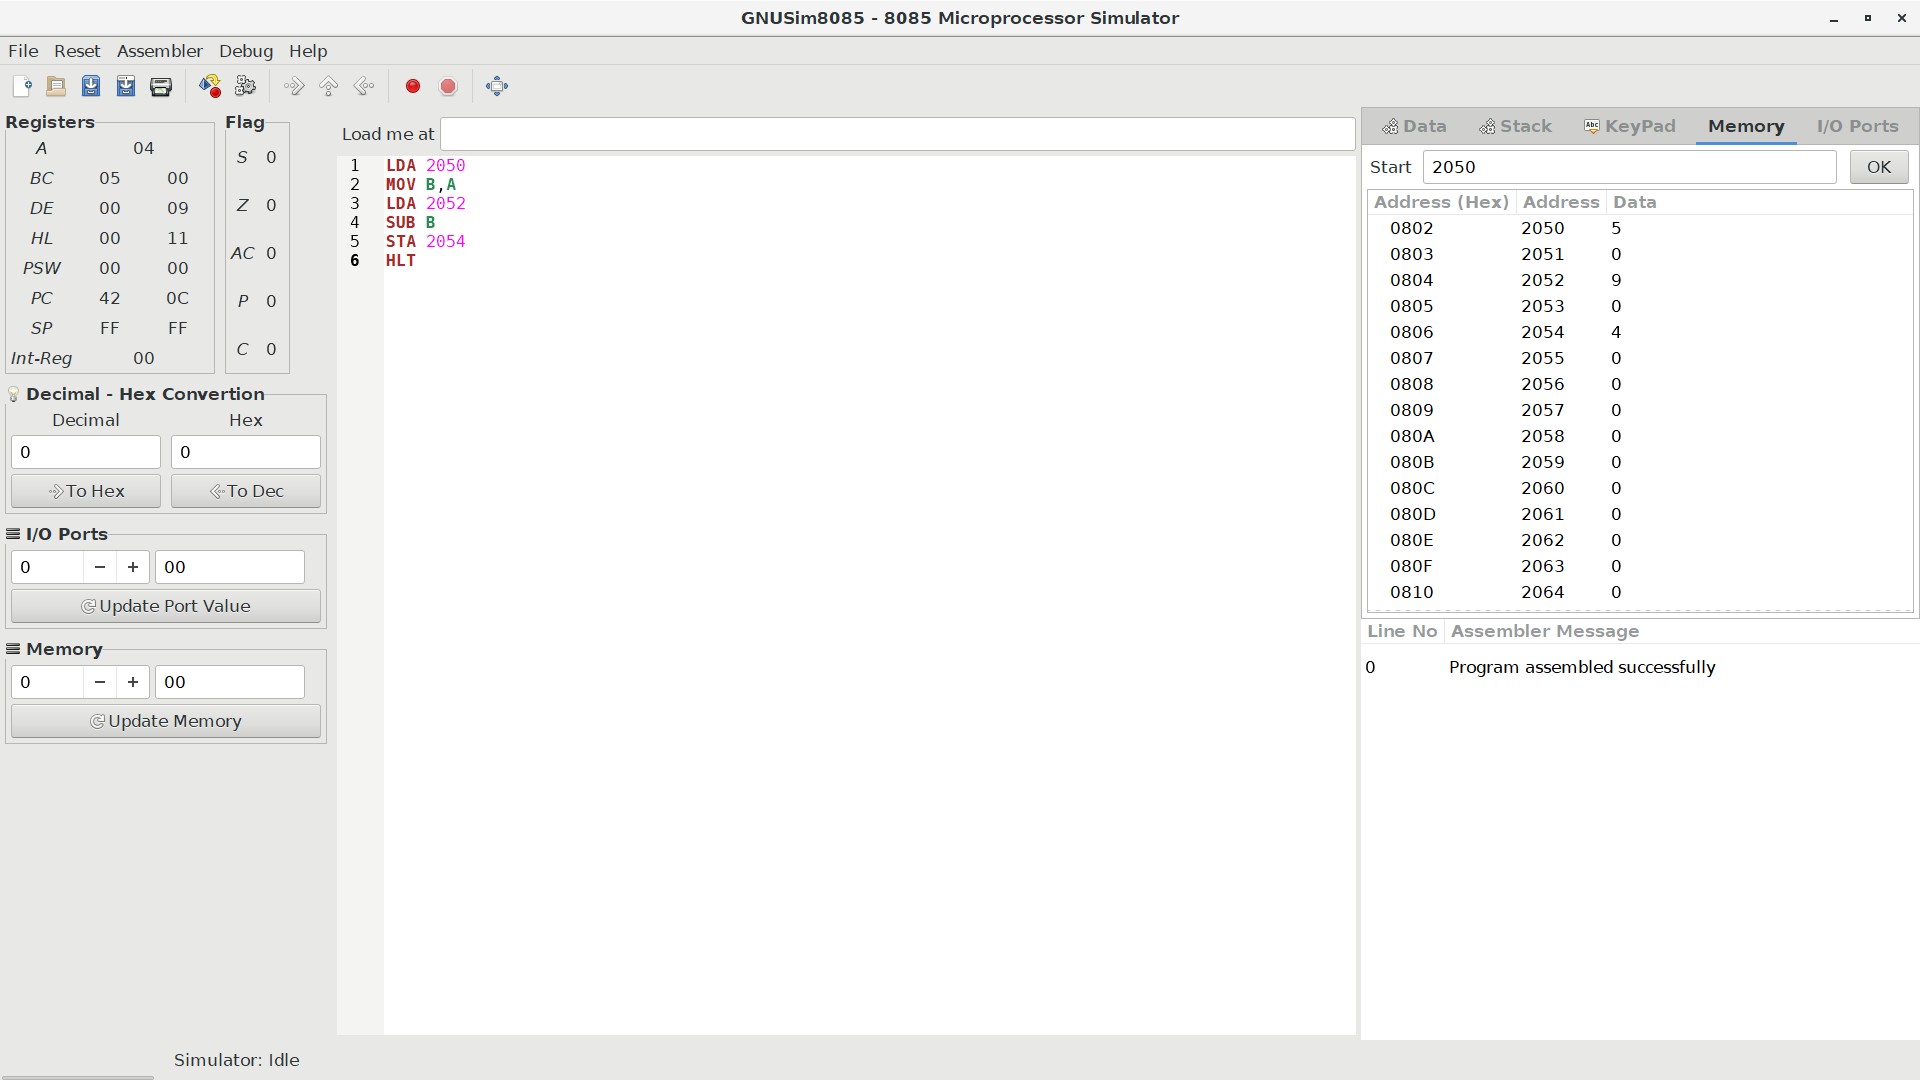 GNUSim8085 - 8085 Microprocessor Simulator
File Reset Assembler Debug Help
Registers
A 04
BC 05 00
DE 00 09
HL 00 11
PSW 00 00
PC 42 0C
SP FF FF
Int-Reg 00
Flag
S 0
Z 0
AC 0
P 0
C 0
Decimal - Hex Convertion
Decimal Hex
0 0
To Hex To Dec
I/O Ports
0 − + 00
Update Port Value
Memory
0 − + 00
Update Memory
Load me at
1 LDA 2050
2 MOV B,A
3 LDA 2052
4 SUB B
5 STA 2054
6 HLT
Data Stack Abc KeyPad Memory I/O Ports
Start 2050 OK
Address (Hex) Address Data
0802 2050 5
0803 2051 0
0804 2052 9
0805 2053 0
0806 2054 4
0807 2055 0
0808 2056 0
0809 2057 0
080A 2058 0
080B 2059 0
080C 2060 0
080D 2061 0
080E 2062 0
080F 2063 0
0810 2064 0
Line No Assembler Message
0 Program assembled successfully
Simulator: Idle